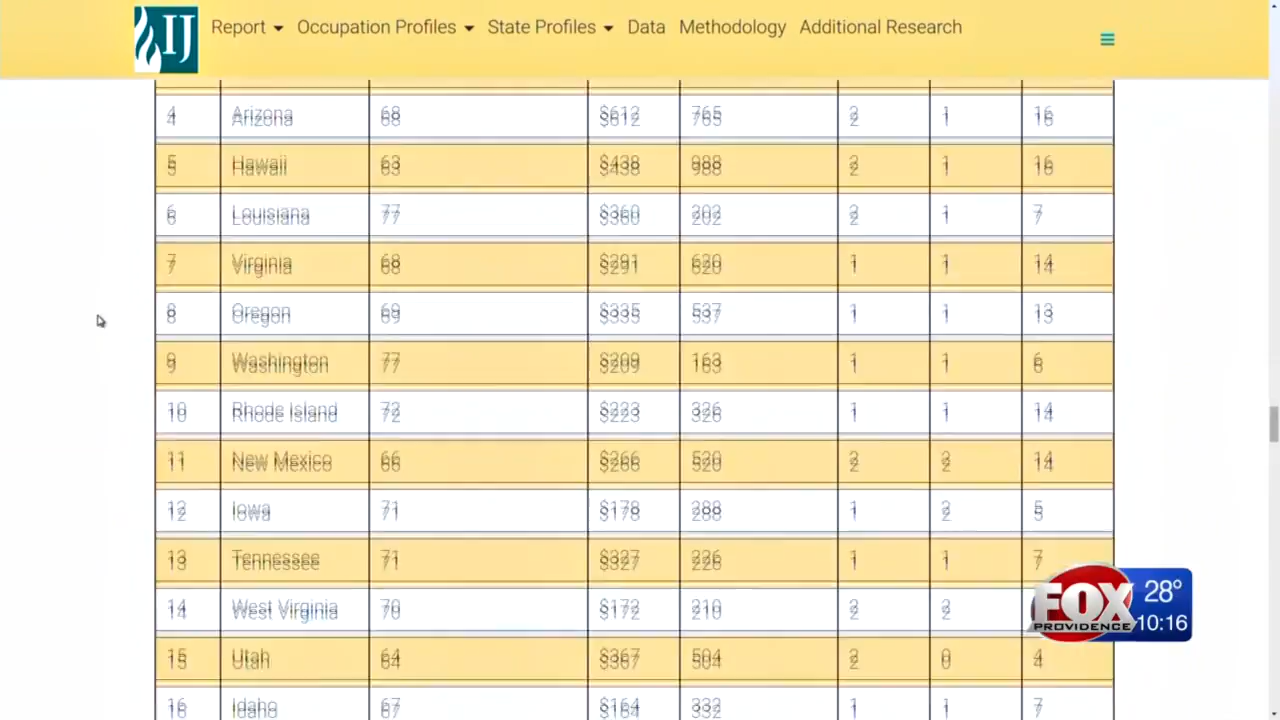 IJ Report Occupation Profiles State Profiles Data Methodology Additional Research
4 Arizona 68 $612 765 2 1 16
5 Hawaii 63 $438 988 2 1 16
6 Louisiana 77 $360 202 2 1 7
7 Virginia 68 $291 620 1 1 14
8 Oregon 69 $335 537 1 1 13
9 Washington 77 $209 163 1 1 6
10 Rhode Island 72 $223 326 1 1 14
11 New Mexico 66 $266 520 2 2 14
12 Iowa 71 $178 288 1 2 5
13 Tennessee 71 $327 226 1 1 7
14 West Virginia 70 $172 210 2 2
15 Utah 64 $367 504 2 0 4
16 Idaho 67 $164 332 1 1 7
FOX PROVIDENCE
28°
10:16